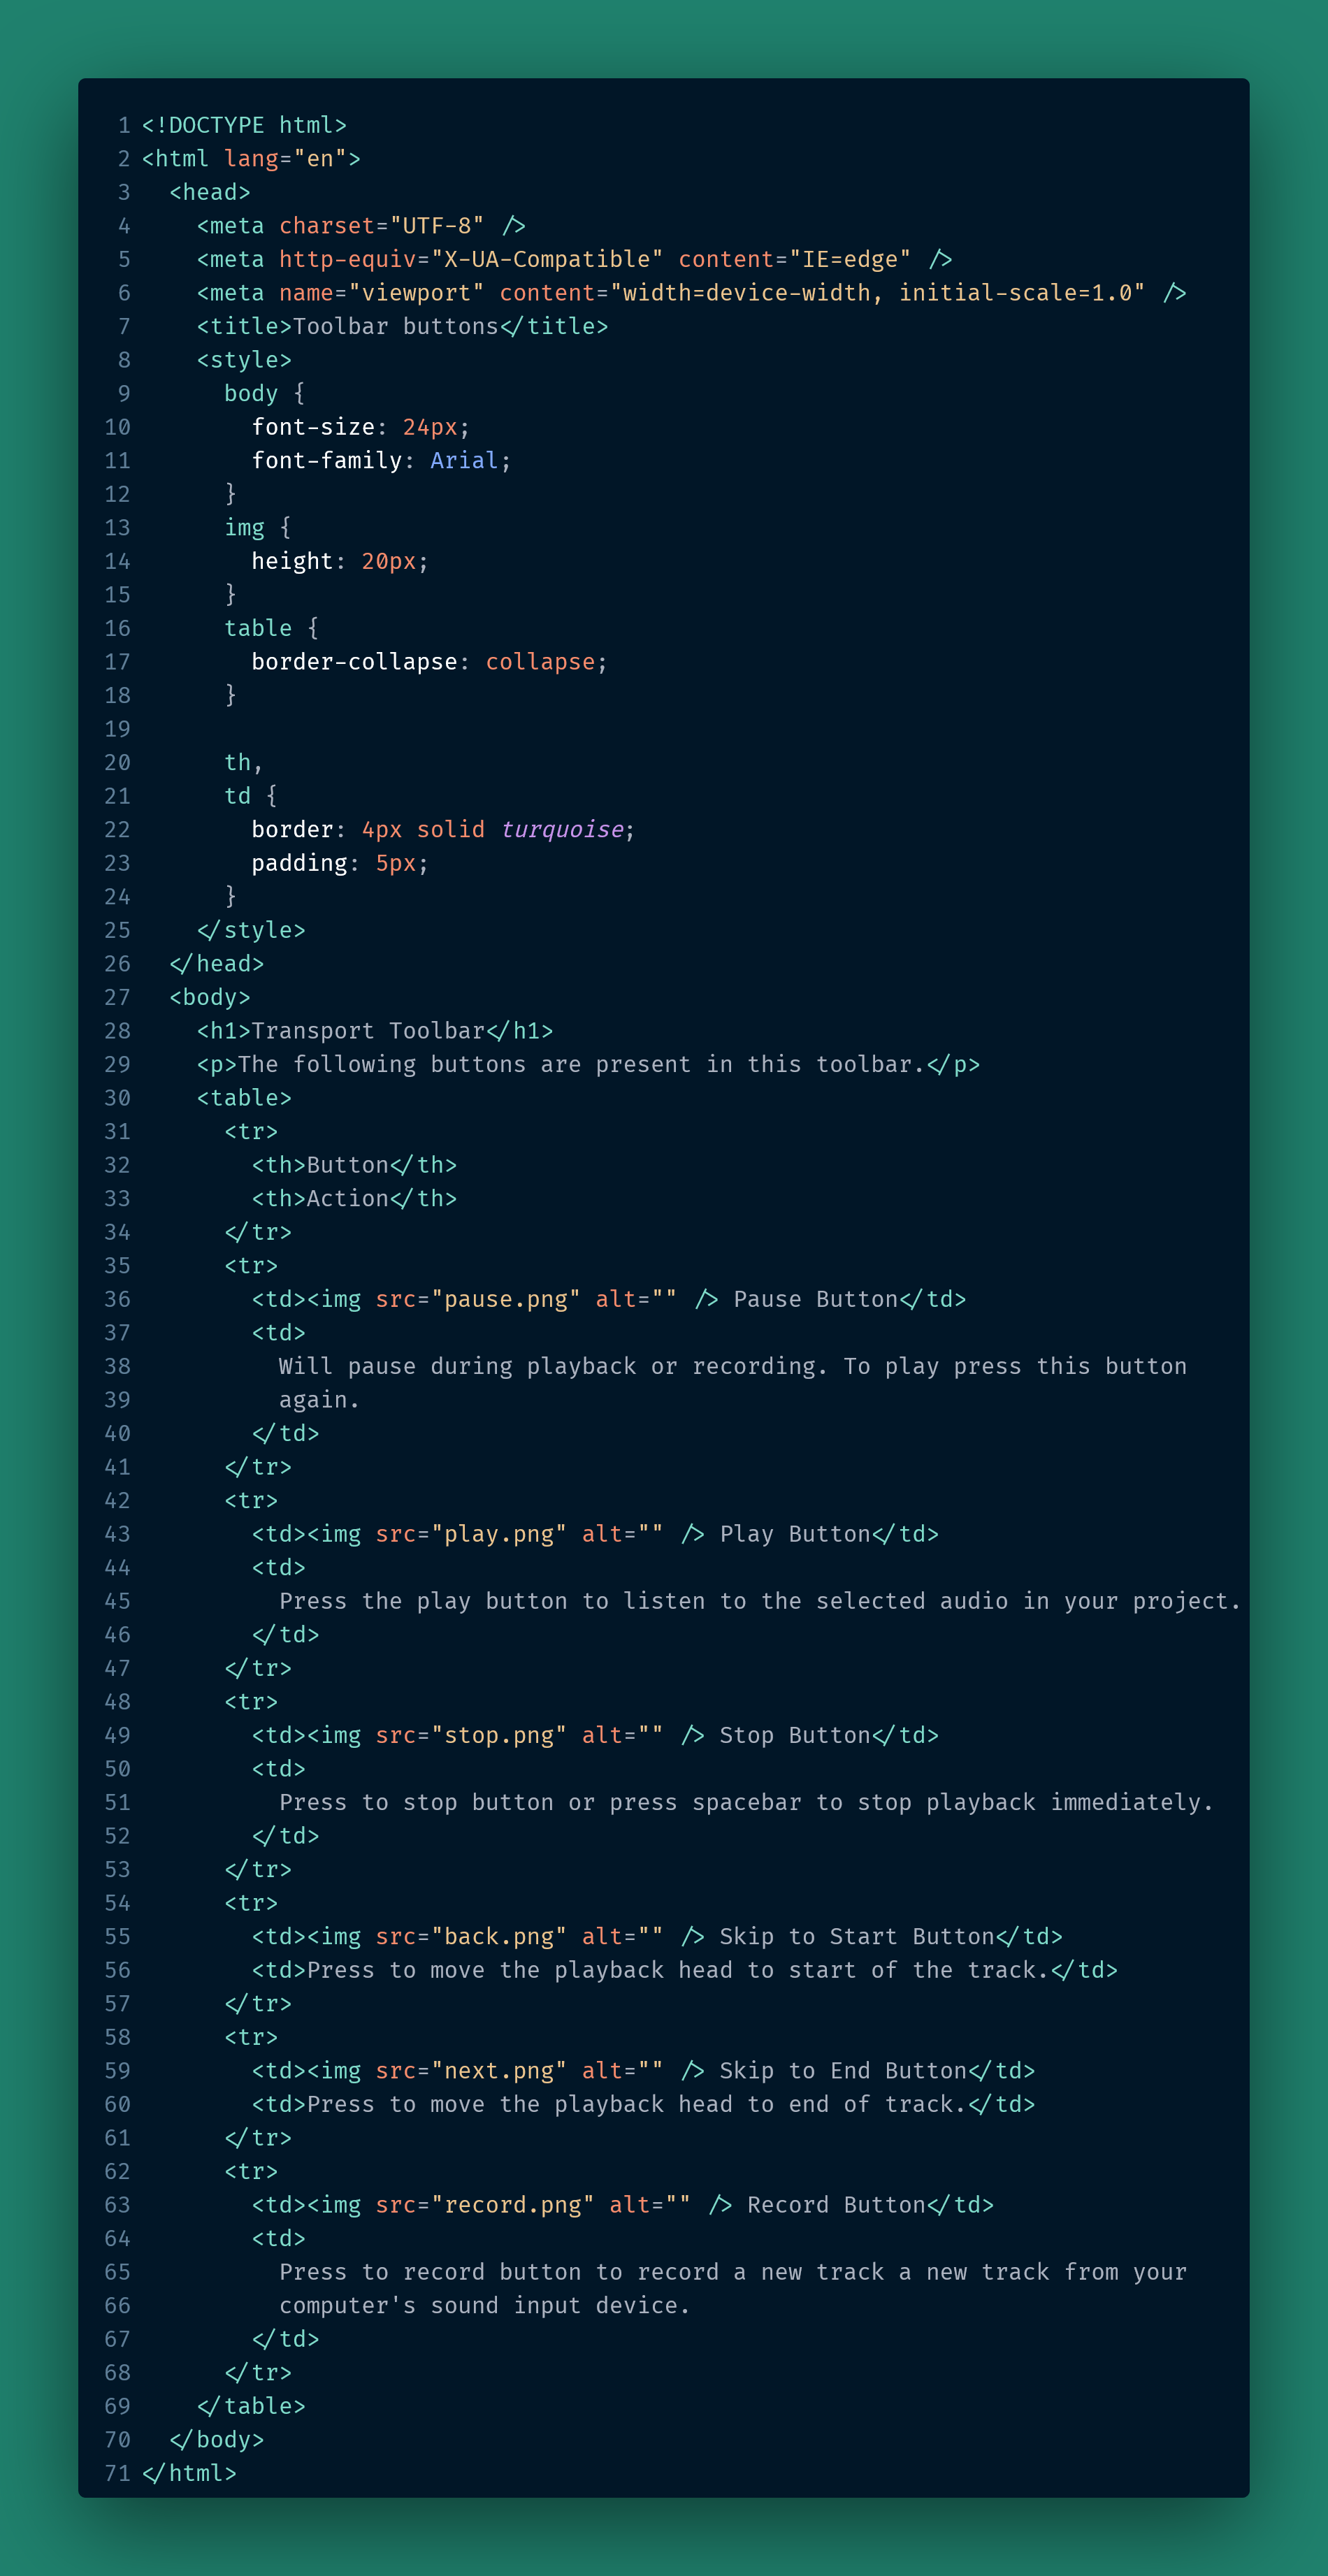 1 <!DOCTYPE html>
2 <html lang="en">
3   <head>
4     <meta charset="UTF-8" />
5     <meta http-equiv="X-UA-Compatible" content="IE=edge" />
6     <meta name="viewport" content="width=device-width, initial-scale=1.0" />
7     <title>Toolbar buttons</title>
8     <style>
9       body {
10         font-size: 24px;
11         font-family: Arial;
12       }
13       img {
14         height: 20px;
15       }
16       table {
17         border-collapse: collapse;
18       }
19
20       th,
21       td {
22         border: 4px solid turquoise;
23         padding: 5px;
24       }
25     </style>
26   </head>
27   <body>
28     <h1>Transport Toolbar</h1>
29     <p>The following buttons are present in this toolbar.</p>
30     <table>
31       <tr>
32         <th>Button</th>
33         <th>Action</th>
34       </tr>
35       <tr>
36         <td><img src="pause.png" alt="" /> Pause Button</td>
37         <td>
38           Will pause during playback or recording. To play press this button
39           again.
40         </td>
41       </tr>
42       <tr>
43         <td><img src="play.png" alt="" /> Play Button</td>
44         <td>
45           Press the play button to listen to the selected audio in your project.
46         </td>
47       </tr>
48       <tr>
49         <td><img src="stop.png" alt="" /> Stop Button</td>
50         <td>
51           Press to stop button or press spacebar to stop playback immediately.
52         </td>
53       </tr>
54       <tr>
55         <td><img src="back.png" alt="" /> Skip to Start Button</td>
56         <td>Press to move the playback head to start of the track.</td>
57       </tr>
58       <tr>
59         <td><img src="next.png" alt="" /> Skip to End Button</td>
60         <td>Press to move the playback head to end of track.</td>
61       </tr>
62       <tr>
63         <td><img src="record.png" alt="" /> Record Button</td>
64         <td>
65           Press to record button to record a new track a new track from your
66           computer's sound input device.
67         </td>
68       </tr>
69     </table>
70   </body>
71 </html>